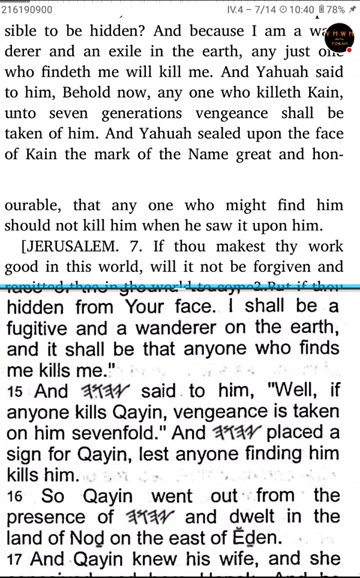 216190900 IV.4 – 7/14 10:40 78%
sible to be hidden? And because I am a
derer and an exile in the earth, any just one
who findeth me will kill me. And Yahuah said
to him, Behold now, any one who killeth Kain,
unto seven generations vengeance shall be
taken of him. And Yahuah sealed upon the face
of Kain the mark of the Name great and hon-
ourable, that any one who might find him
should not kill him when he saw it upon him.
[JERUSALEM. 7. If thou makest thy work
good in this world, will it not be forgiven and
hidden from Your face. I shall be a
fugitive and a wanderer on the earth,
and it shall be that anyone who finds
me kills me."
15 And 𐤉𐤄𐤅𐤄 said to him, "Well, if
anyone kills Qayin, vengeance is taken
on him sevenfold." And 𐤉𐤄𐤅𐤄 placed a
sign for Qayin, lest anyone finding him
kills him.
16 So Qayin went out from the
presence of 𐤉𐤄𐤅𐤄 and dwelt in the
land of Noḏ on the east of Ěḏen.
17 And Qayin knew his wife, and she